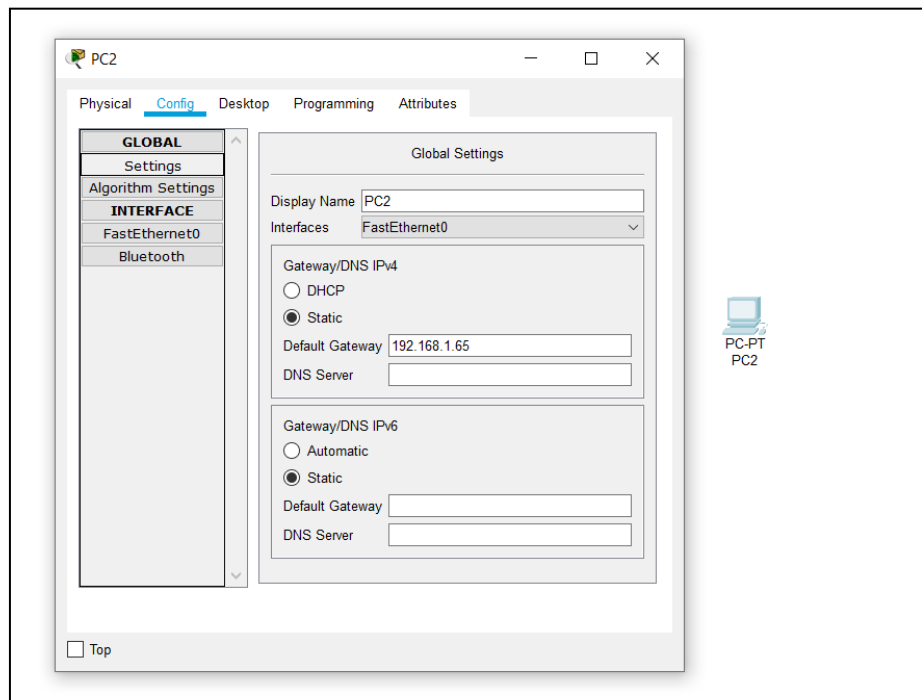 PC2
Physical Config Desktop Programming Attributes
GLOBAL
Settings
Algorithm Settings
INTERFACE
FastEthernet0
Bluetooth
Global Settings
Display Name PC2
Interfaces FastEthernet0
Gateway/DNS IPv4
DHCP
Static
Default Gateway 192.168.1.65
DNS Server
Gateway/DNS IPv6
Automatic
Static
Default Gateway
DNS Server
Top
PC-PT
PC2